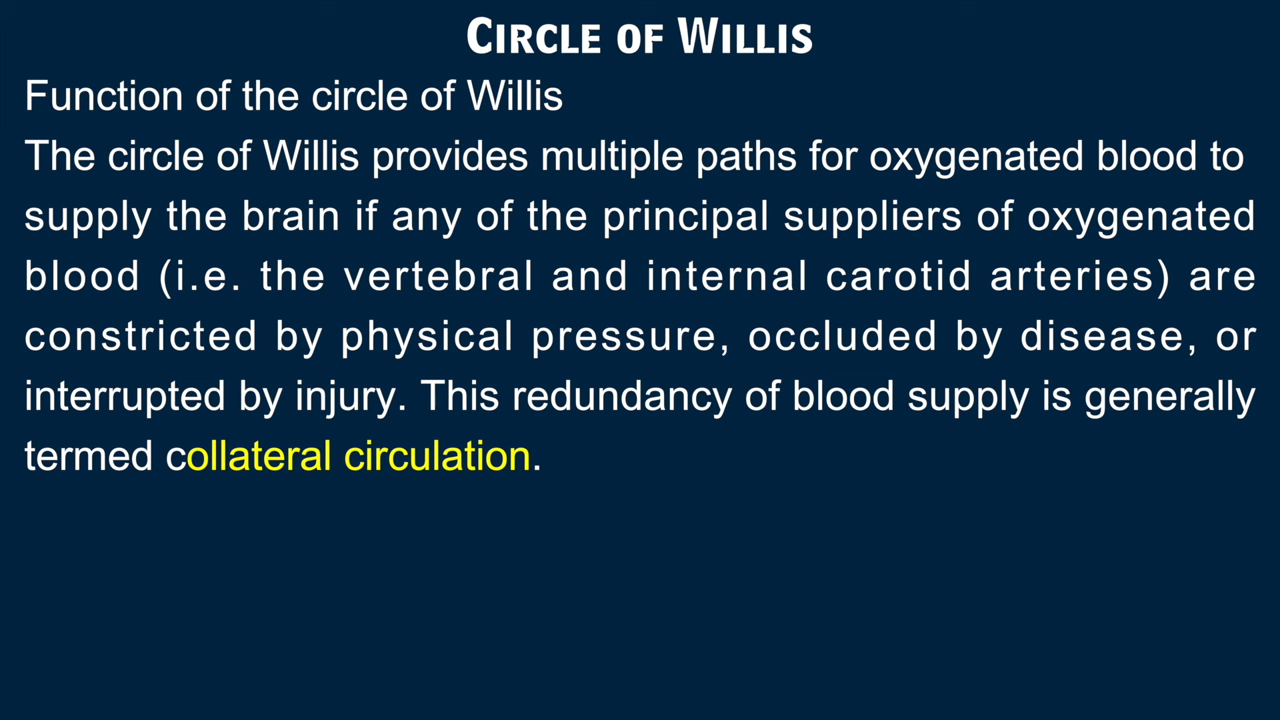 CIRCLE OF WILLIS
Function of the circle of Willis
The circle of Willis provides multiple paths for oxygenated blood to
supply the brain if any of the principal suppliers of oxygenated
blood (i.e. the vertebral and internal carotid arteries) are
constricted by physical pressure, occluded by disease, or
interrupted by injury. This redundancy of blood supply is generally
termed collateral circulation.